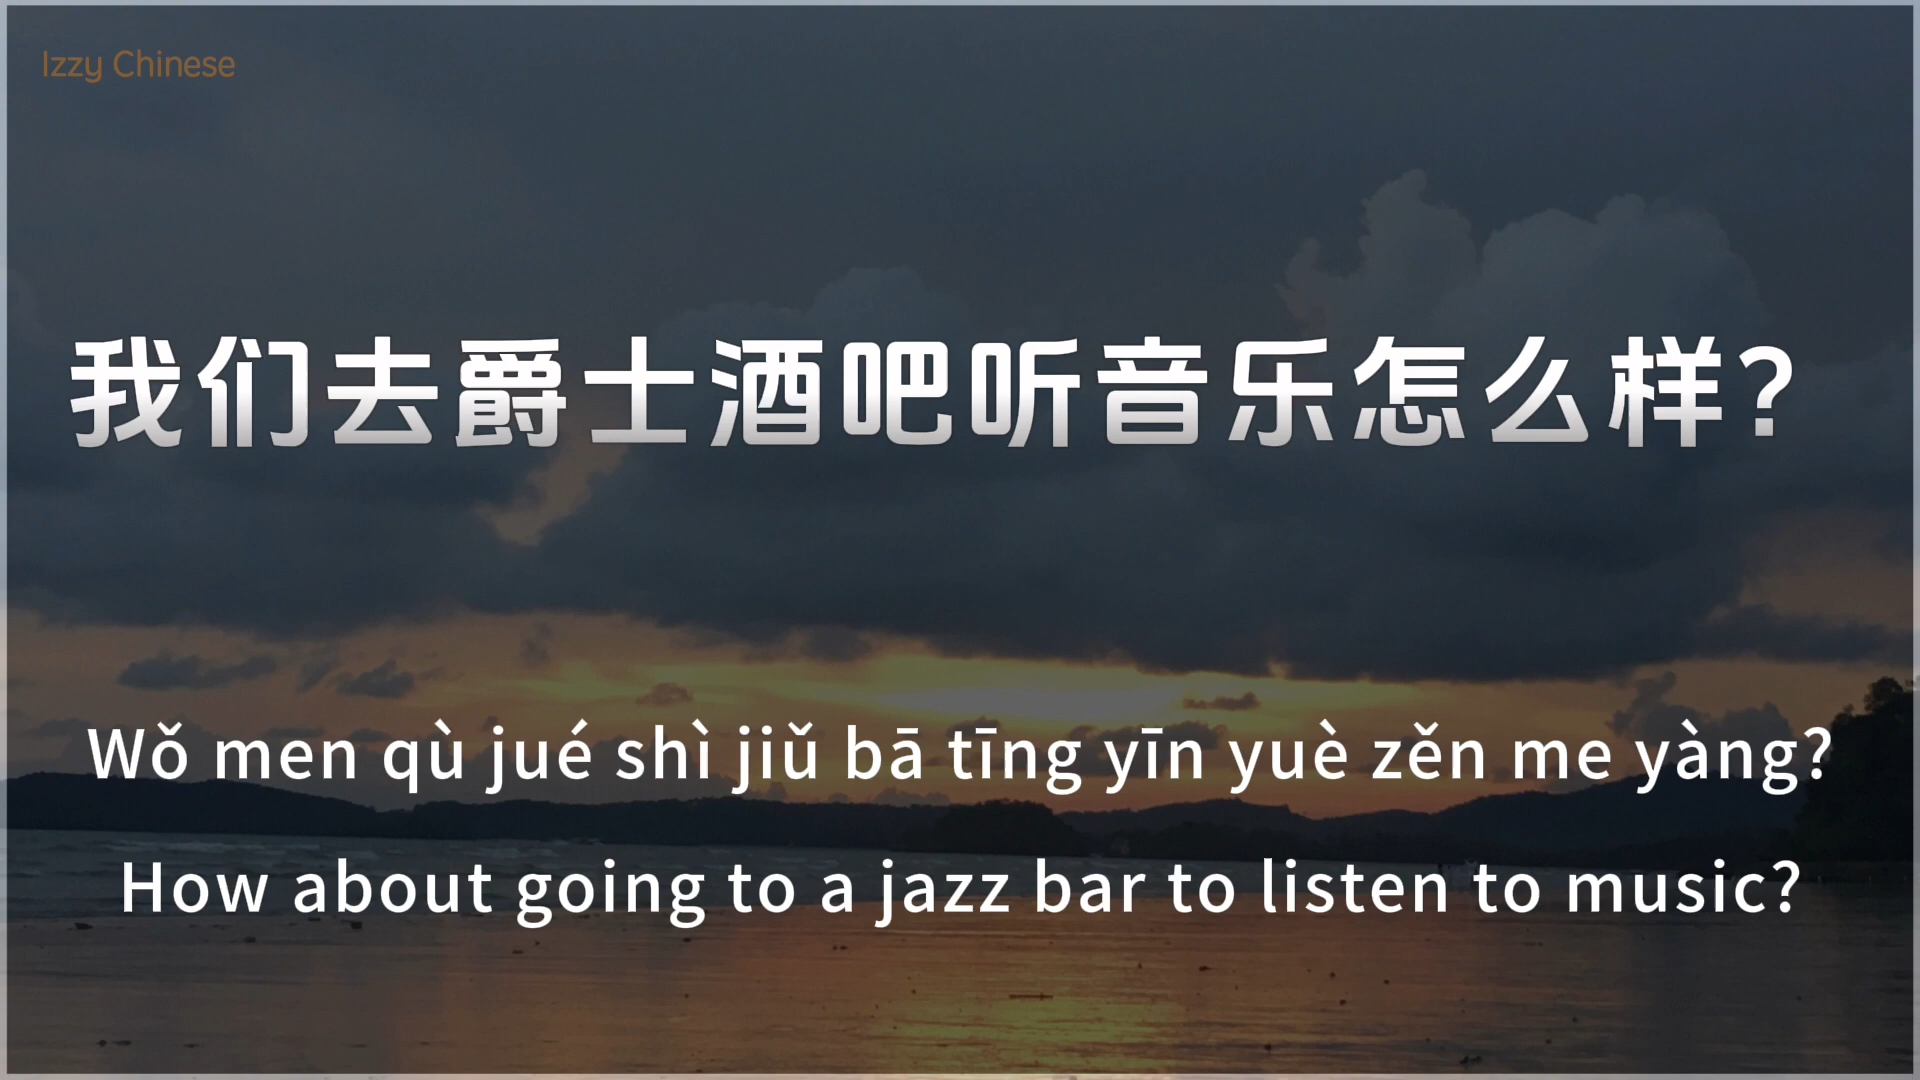 Izzy Chinese
我们去爵士酒吧听音乐怎么样？
Wǒ men qù jué shì jiǔ bā tīng yīn yuè zěn me yàng?
How about going to a jazz bar to listen to music?